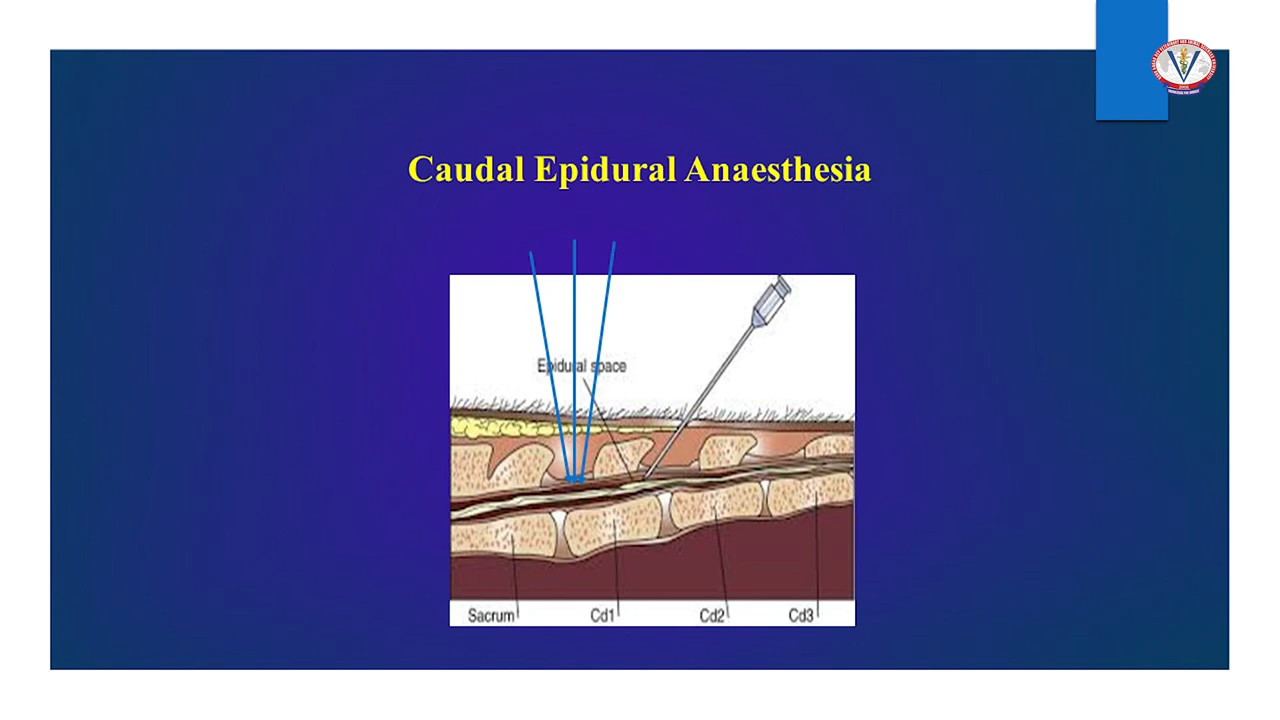 Caudal Epidural Anaesthesia
Epidural space
Sacrum
Cd1
Cd2
Cd3